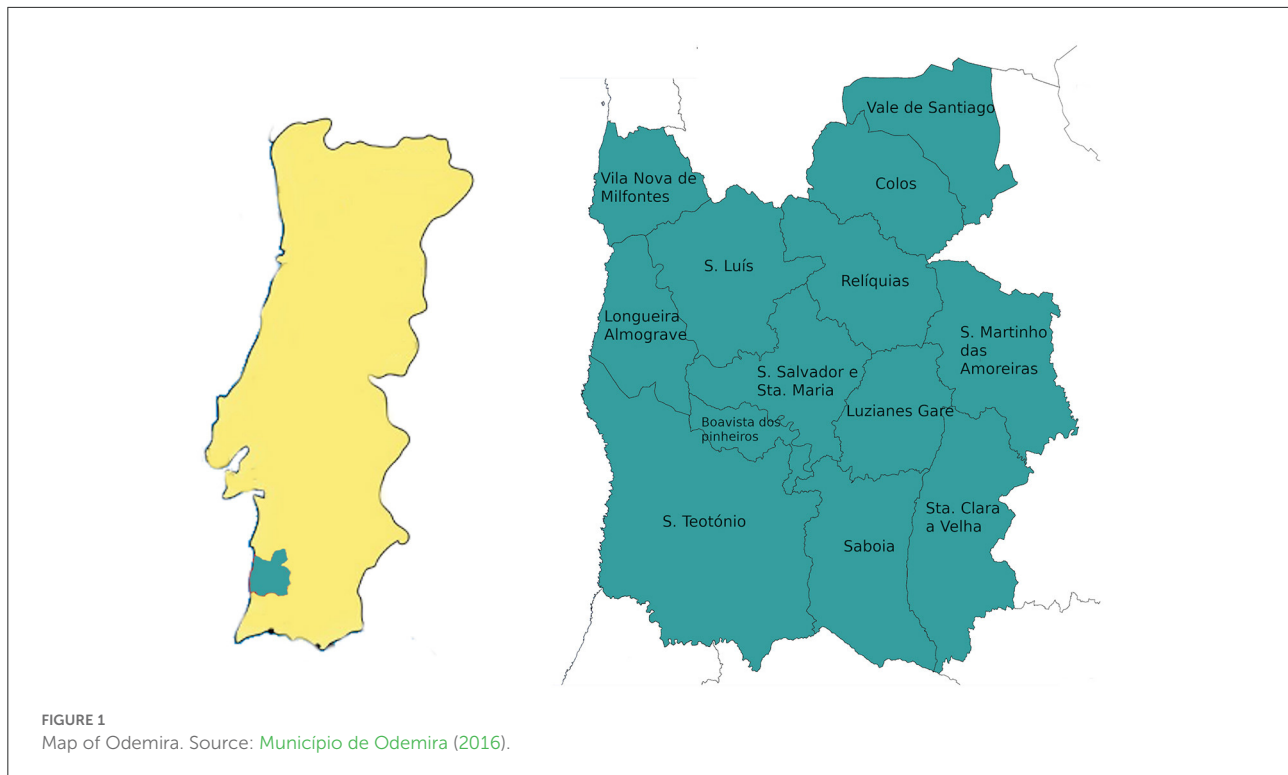 Vale de Santiago
Vila Nova de
Milfontes
Colos
S. Luís
Relíquias
Longueira
Almograve
S. Martinho
das
Amoreiras
S. Salvador e
Sta. Maria
Luzianes Gare
Boavista dos
pinheiros
Sta. Clara
a Velha
S. Teotónio
Saboia
FIGURE 1
Map of Odemira. Source: Município de Odemira (2016).